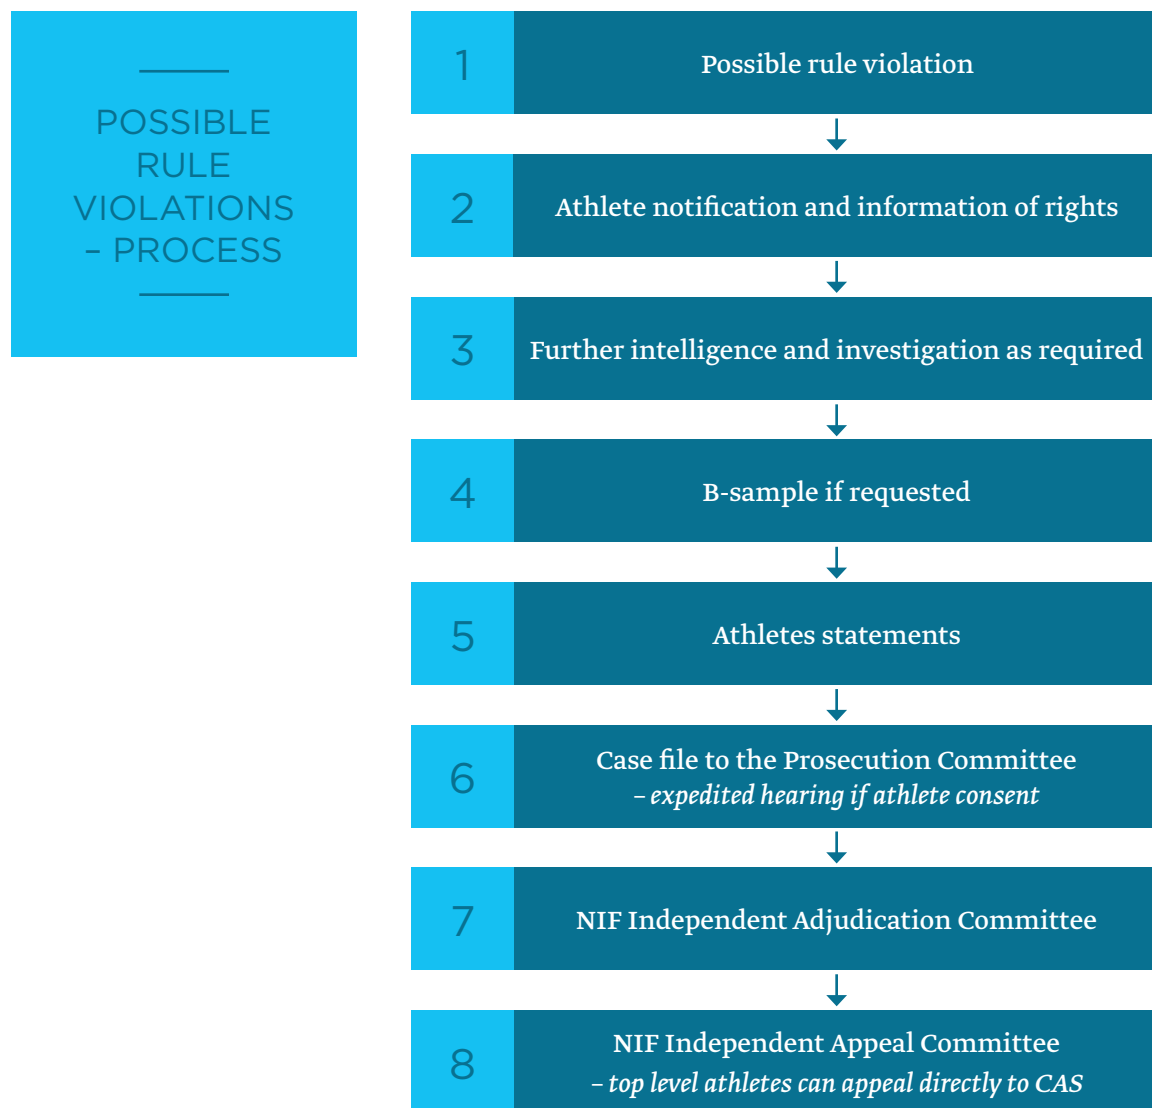 POSSIBLE
RULE
VIOLATIONS
– PROCESS
1
Possible rule violation
2
Athlete notification and information of rights
3
Further intelligence and investigation as required
4
B-sample if requested
5
Athletes statements
6
Case file to the Prosecution Committee
– expedited hearing if athlete consent
7
NIF Independent Adjudication Committee
8
NIF Independent Appeal Committee
– top level athletes can appeal directly to CAS